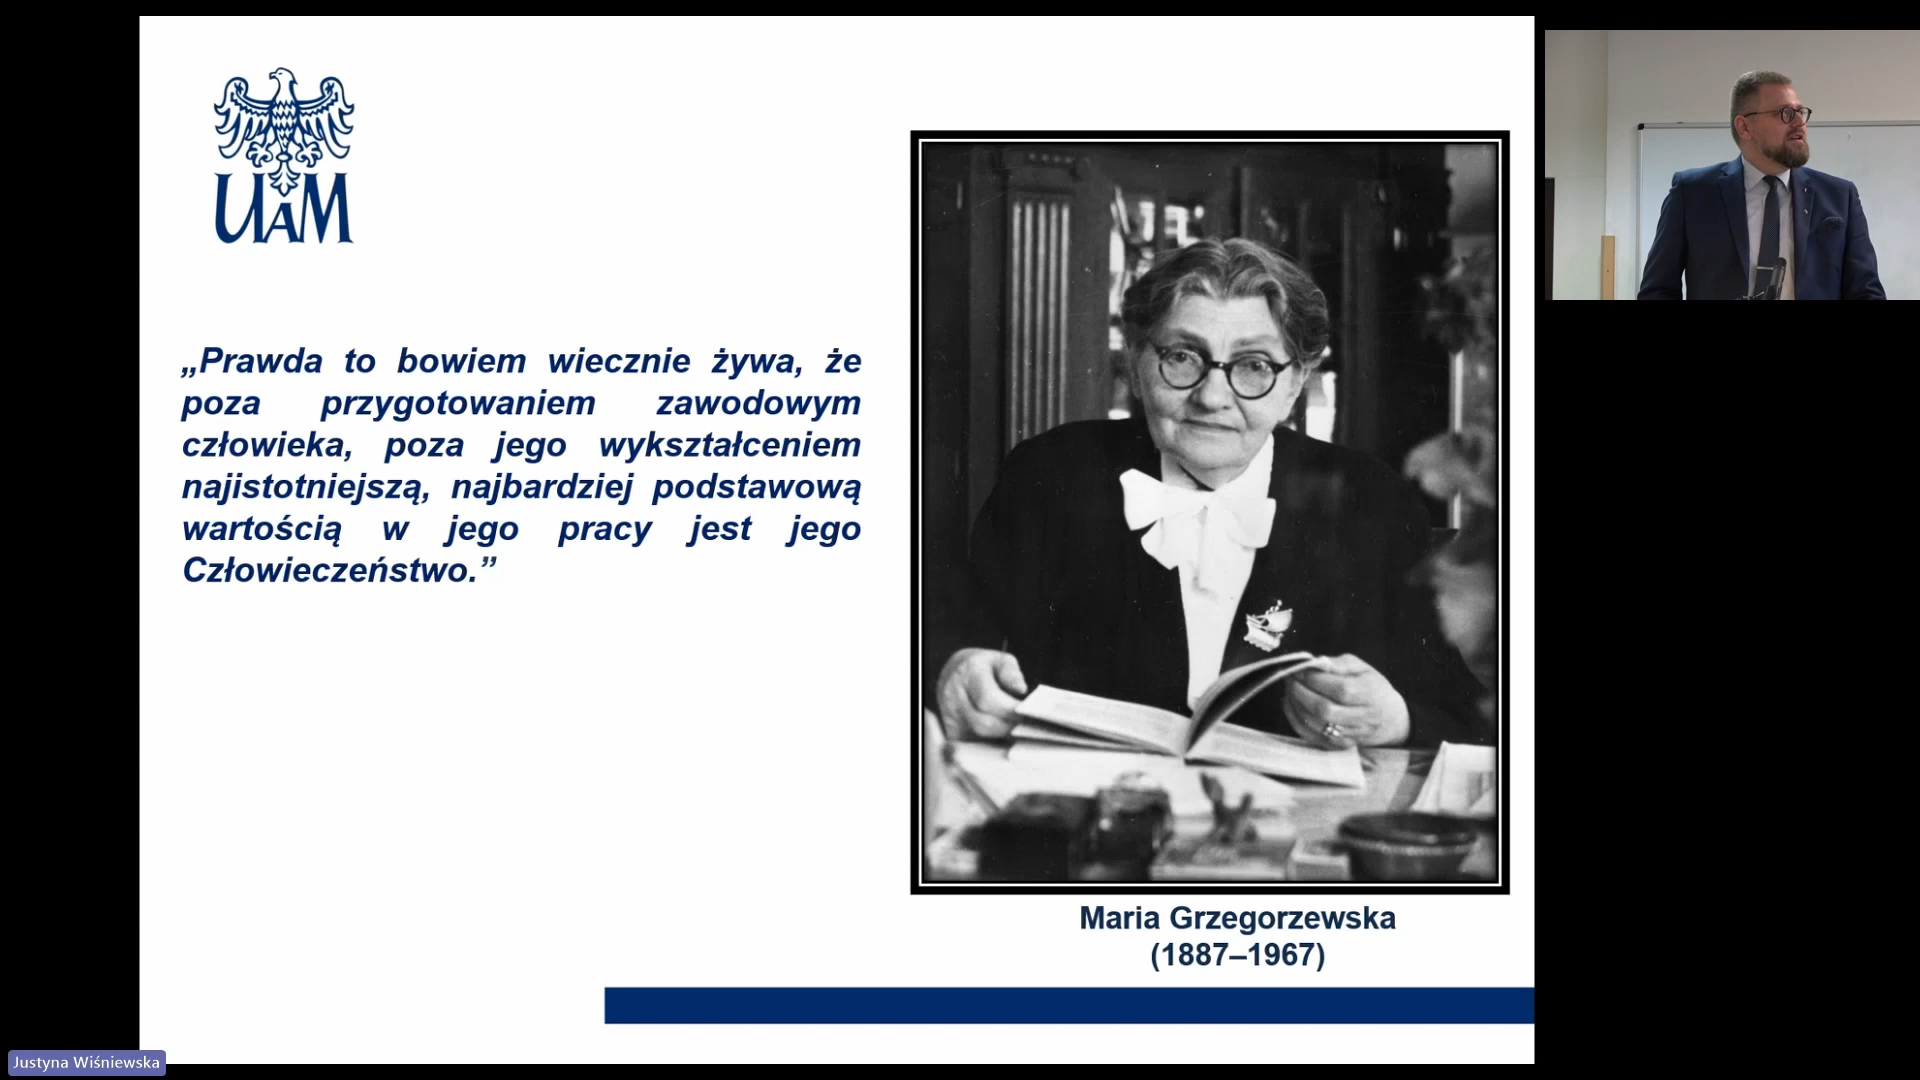 UAM
„Prawda to bowiem wiecznie żywa, że
poza przygotowaniem zawodowym
człowieka, poza jego wykształceniem
najistotniejszą, najbardziej podstawową
wartością w jego pracy jest jego
Człowieczeństwo.”
Maria Grzegorzewska
(1887–1967)
Justyna Wiśniewska